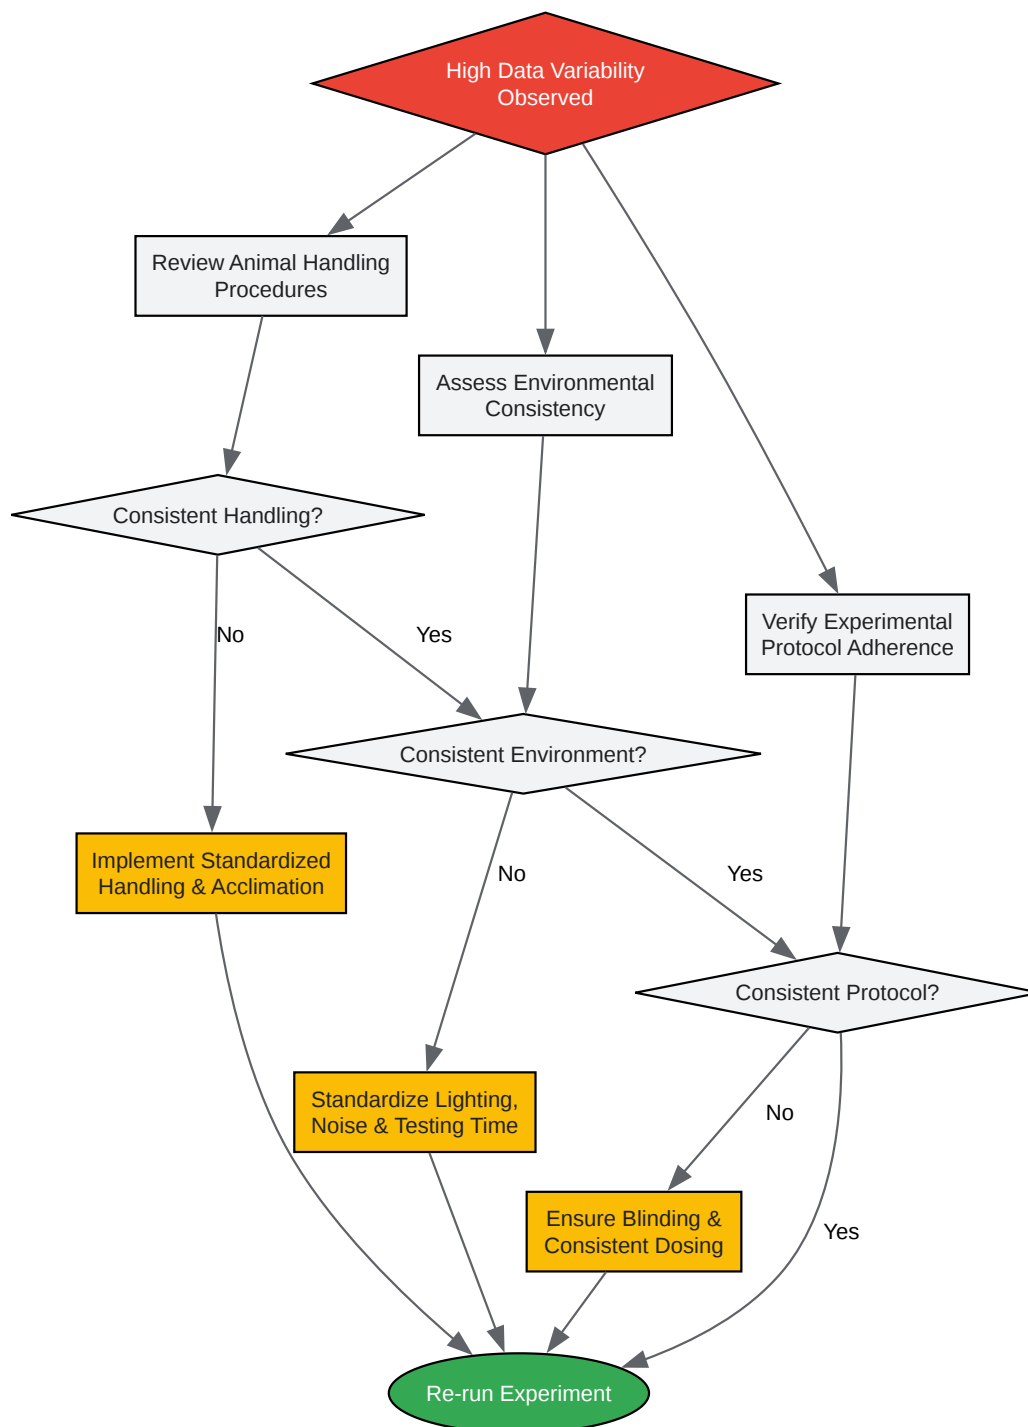 High Data Variability
Observed
Review Animal Handling
Procedures
Assess Environmental
Consistency
Consistent Handling?
Verify Experimental
Protocol Adherence
No
Yes
Consistent Environment?
Implement Standardized
Handling & Acclimation
No
Yes
Consistent Protocol?
Standardize Lighting,
Noise & Testing Time
No
Ensure Blinding &
Consistent Dosing
Yes
Re-run Experiment